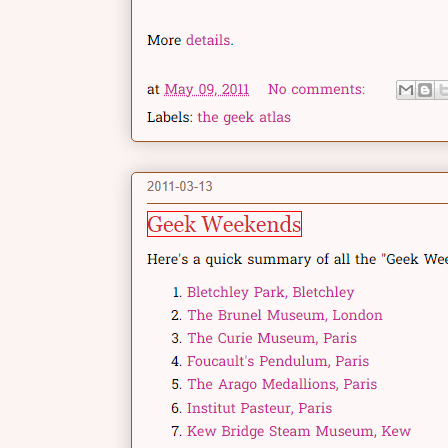 More details.
at May 09, 2011 No comments:
Labels: the geek atlas
2011-03-13
Geek Weekends
Here's a quick summary of all the "Geek
1. Bletchley Park, Bletchley
2. The Brunel Museum, London
3. The Curie Museum, Paris
4. Foucault's Pendulum, Paris
5. The Arago Medallions, Paris
6. Institut Pasteur, Paris
7. Kew Bridge Steam Museum, Kew